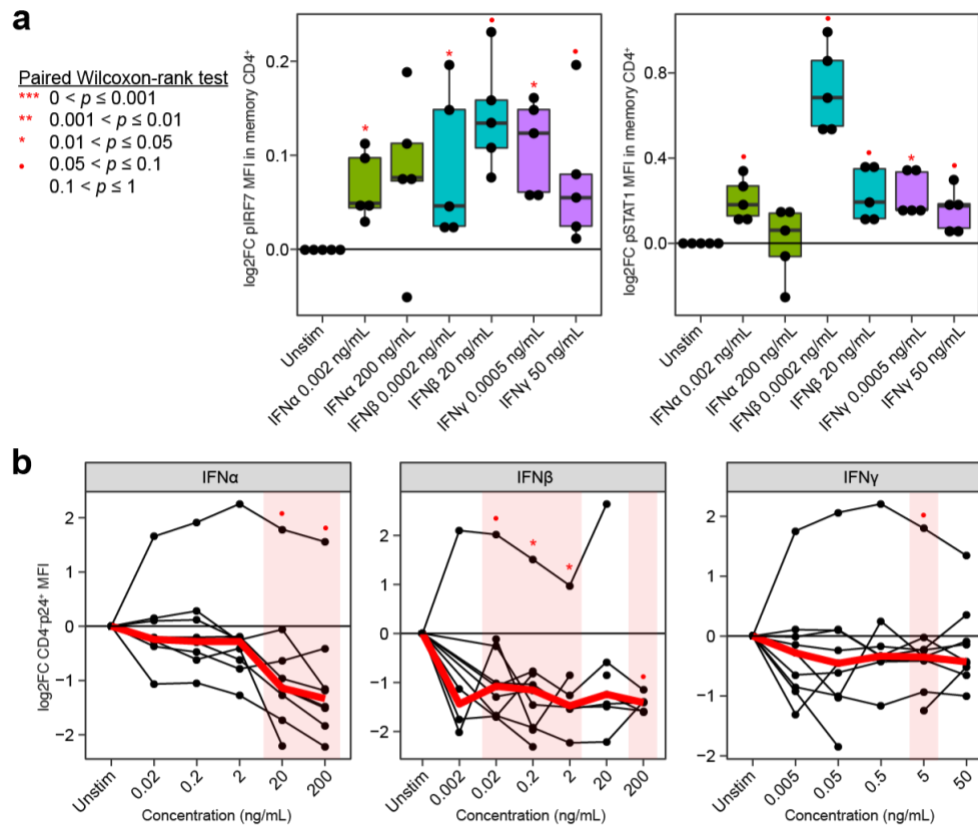 a
Paired Wilcoxon-rank test
*** 0 < p ≤ 0.001
** 0.001 < p ≤ 0.01
* 0.01 < p ≤ 0.05
• 0.05 < p ≤ 0.1
0.1 < p ≤ 1
log2FC pIRF7 MFI in memory CD4⁺
0.2
0.1
0.0
*
*
•
*
•
Unstim
IFNα 0.002 ng/mL
IFNα 200 ng/mL
IFNβ 0.0002 ng/mL
IFNβ 20 ng/mL
IFNγ 0.0005 ng/mL
IFNγ 50 ng/mL
log2FC pSTAT1 MFI in memory CD4⁺
0.8
0.4
0.0
•
•
•
*
•
Unstim
IFNα 0.002 ng/mL
IFNα 200 ng/mL
IFNβ 0.0002 ng/mL
IFNβ 20 ng/mL
IFNγ 0.0005 ng/mL
IFNγ 50 ng/mL
b
IFNα
log2FC CD4⁻p24⁺ MFI
2
1
0
−1
−2
•
•
Unstim
0.02
0.2
2
20
200
Concentration (ng/mL)
IFNβ
2
1
0
−1
−2
•
*
*
•
Unstim
0.002
0.02
0.2
2
20
200
Concentration (ng/mL)
IFNγ
2
1
0
−1
−2
•
Unstim
0.005
0.05
0.5
5
50
Concentration (ng/mL)